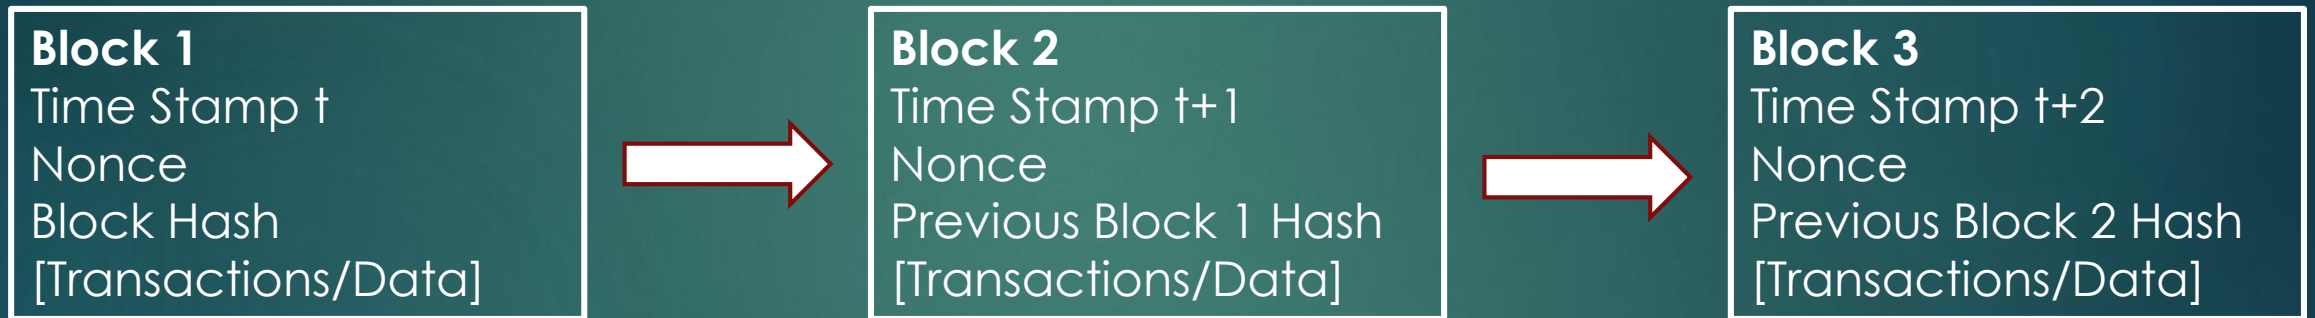 Block 1
Time Stamp t
Nonce
Block Hash
[Transactions/Data]
Block 2
Time Stamp t+1
Nonce
Previous Block 1 Hash
[Transactions/Data]
Block 3
Time Stamp t+2
Nonce
Previous Block 2 Hash
[Transactions/Data]